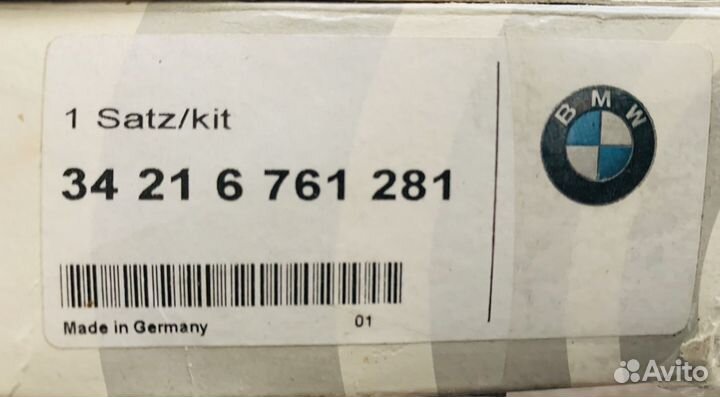 1 Satz/kit
34 21 6 761 281
Made in Germany 01
BMW
Avito